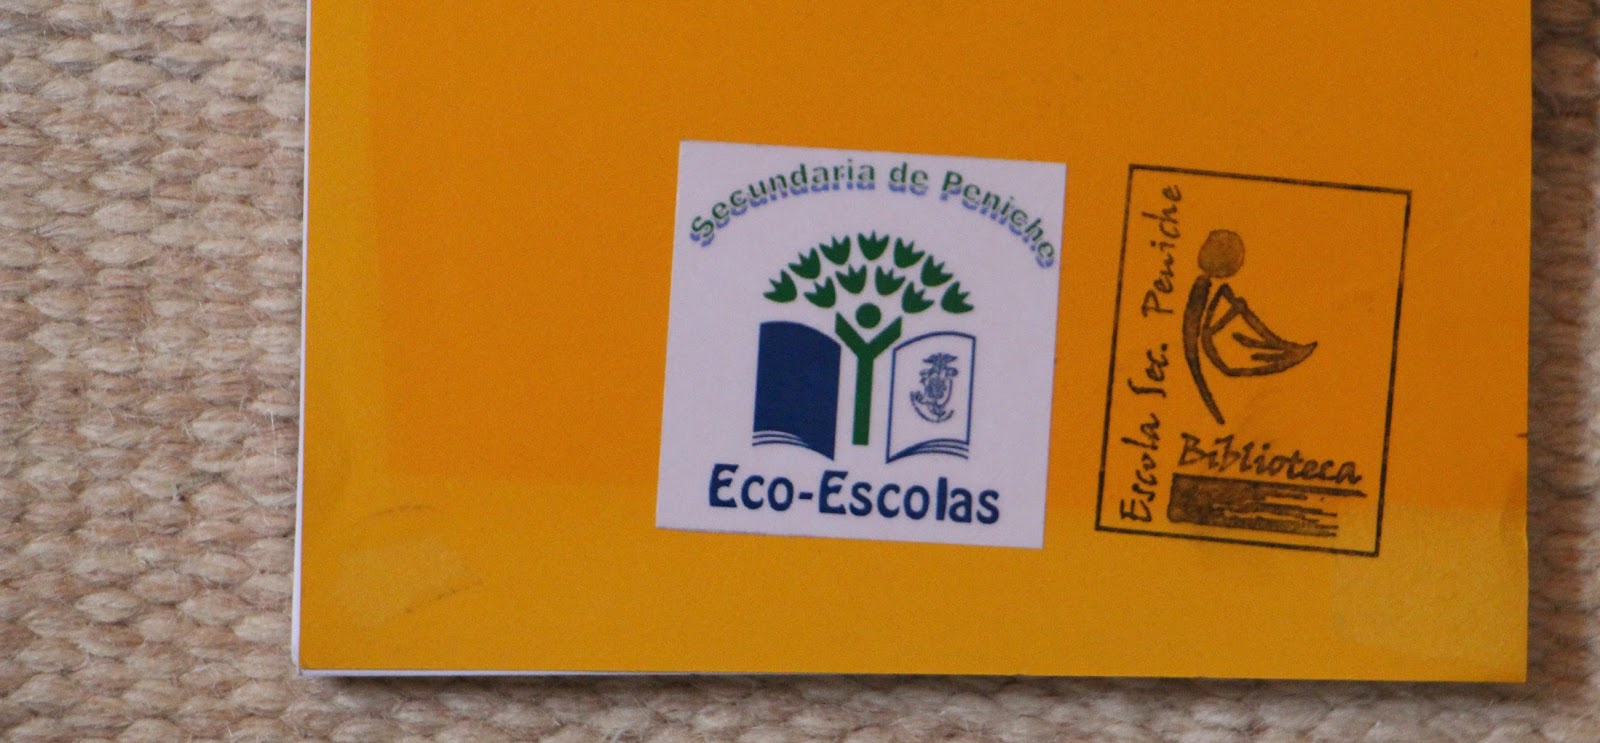 Secundaria de Peniche
Eco-Escolas
Escola Sec. Peniche
Biblioteca